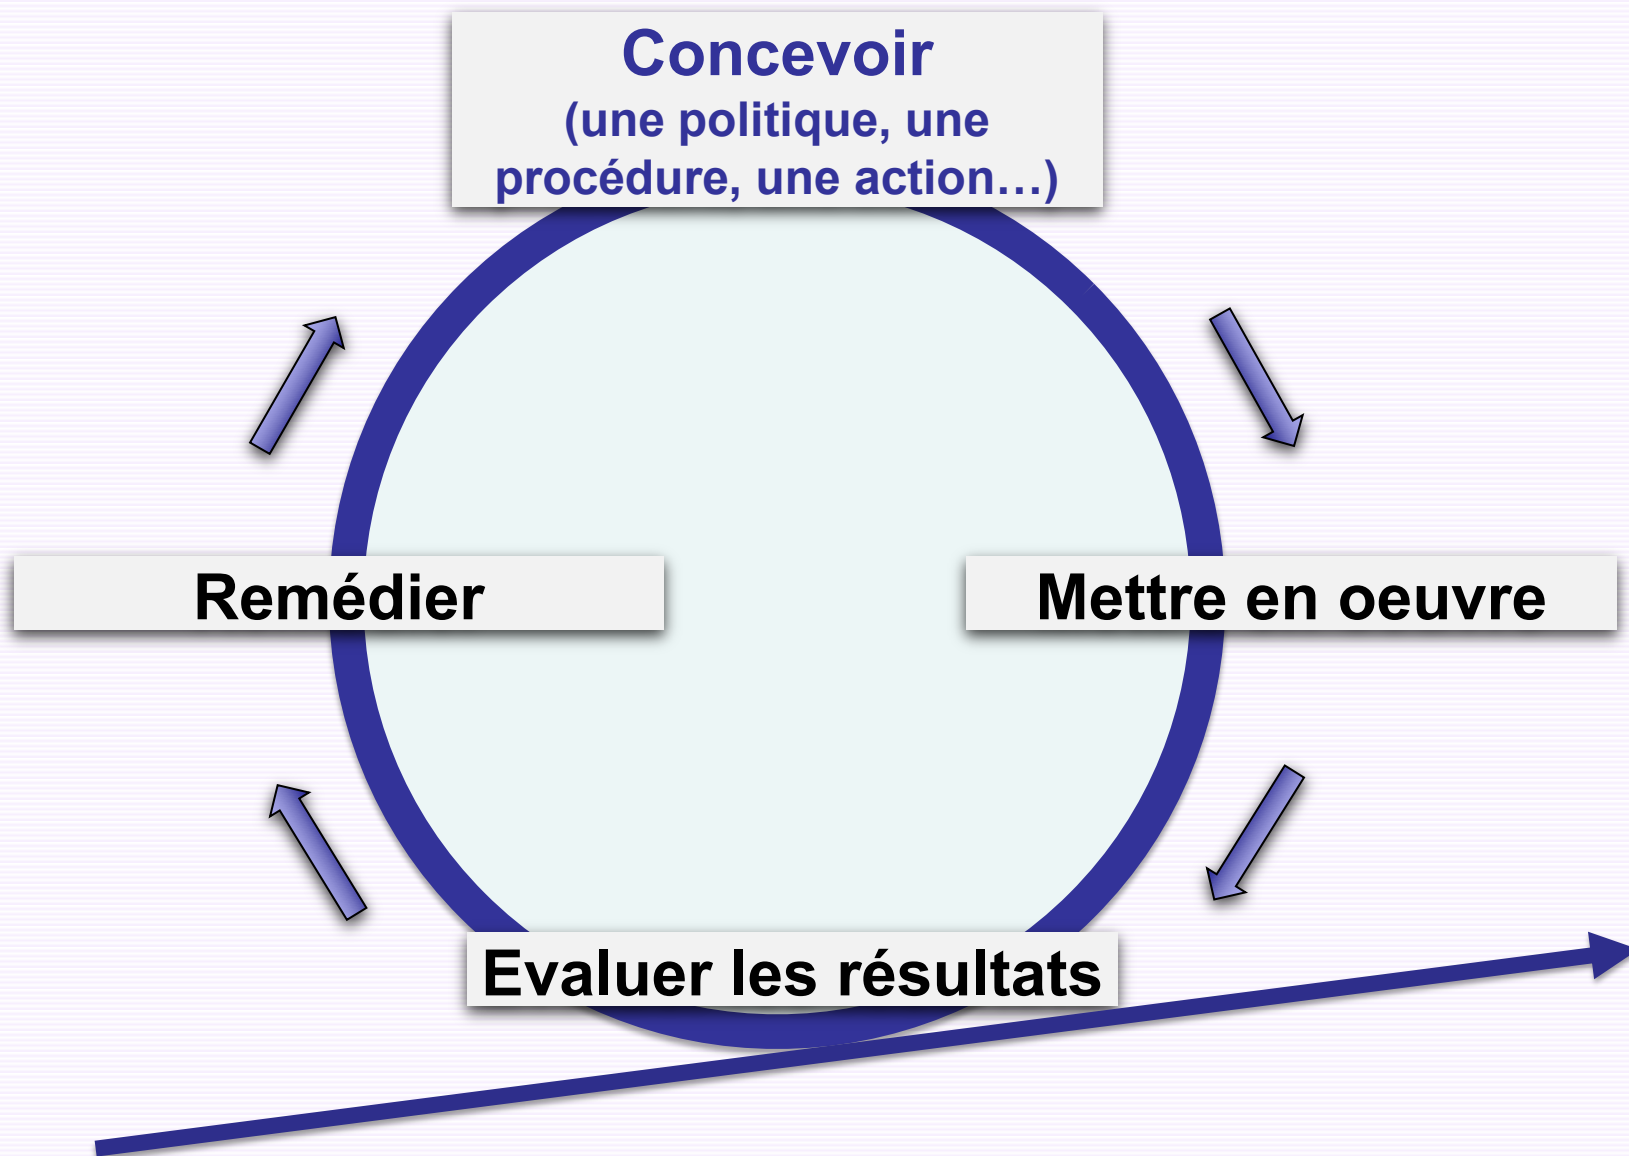 Concevoir
(une politique, une
procédure, une action…)
Remédier
Mettre en oeuvre
Evaluer les résultats